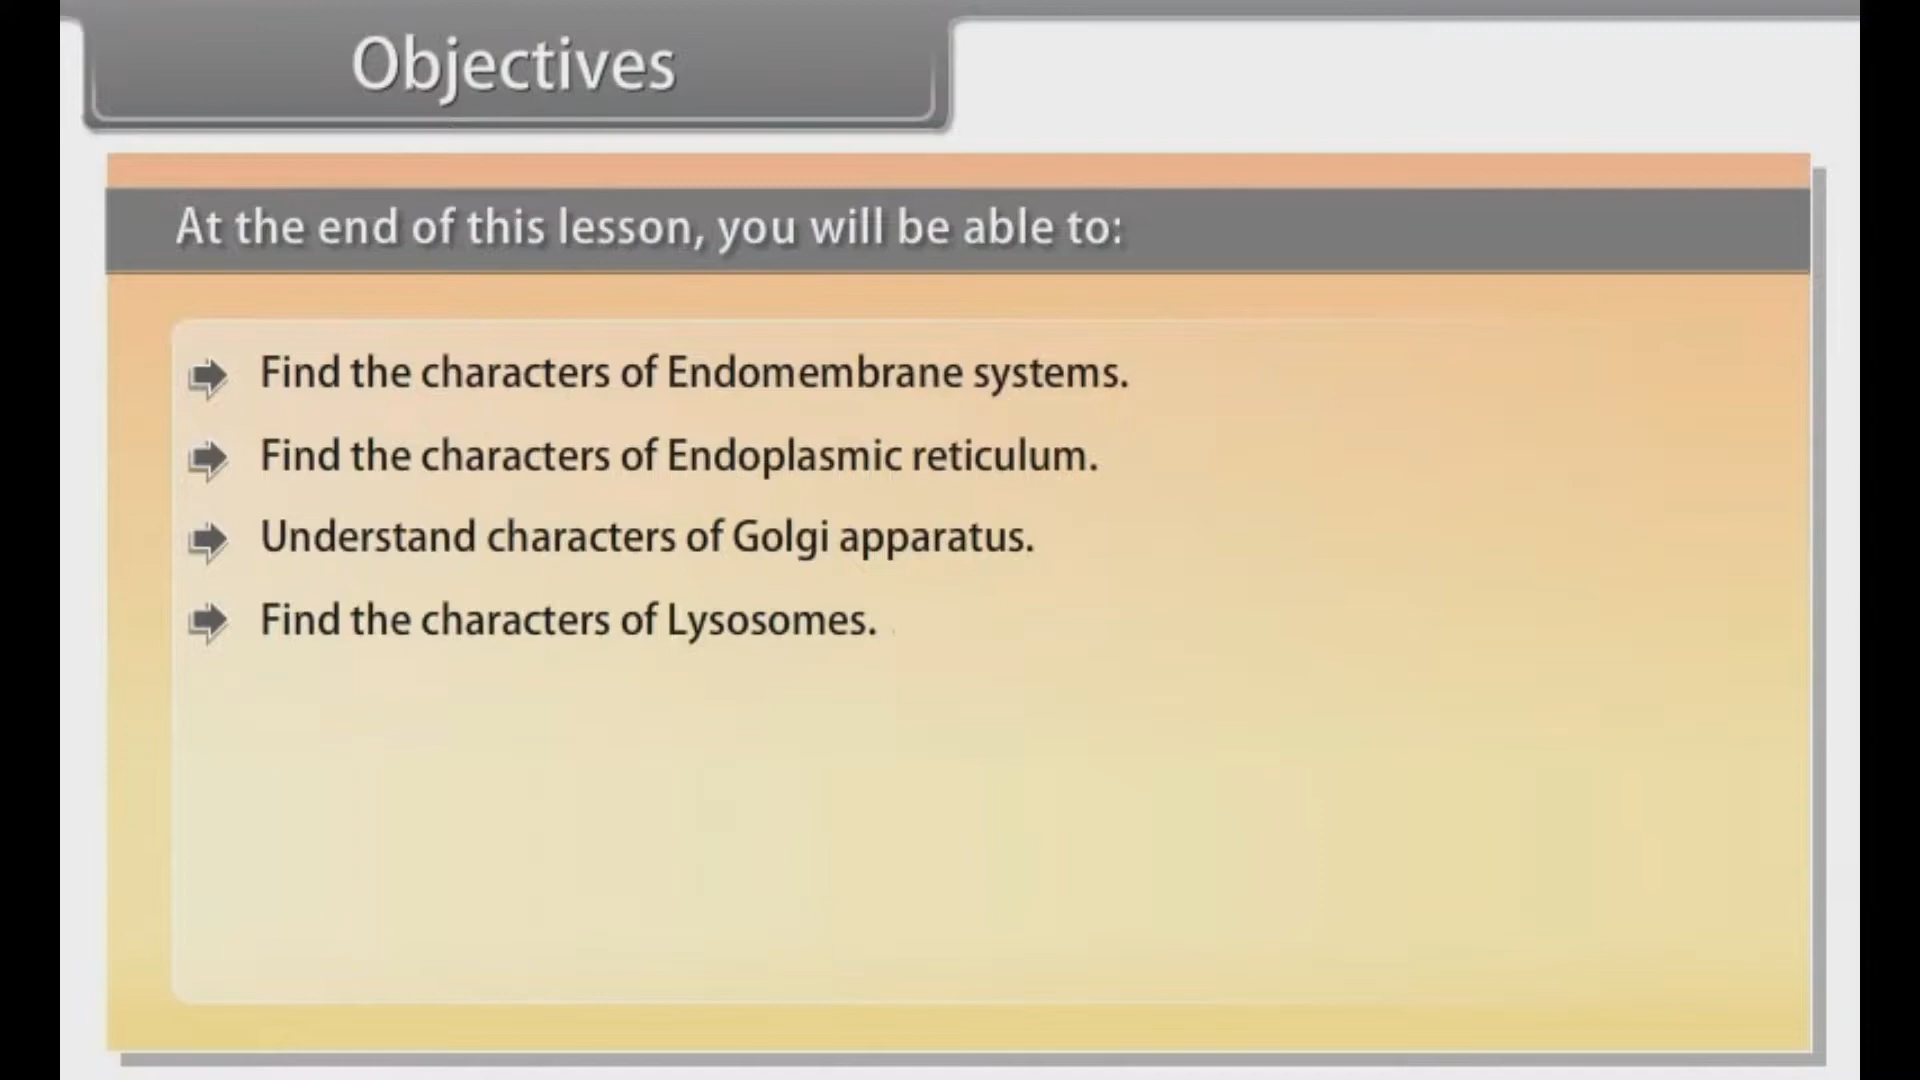 Objectives
At the end of this lesson, you will be able to:
Find the characters of Endomembrane systems.
Find the characters of Endoplasmic reticulum.
Understand characters of Golgi apparatus.
Find the characters of Lysosomes.